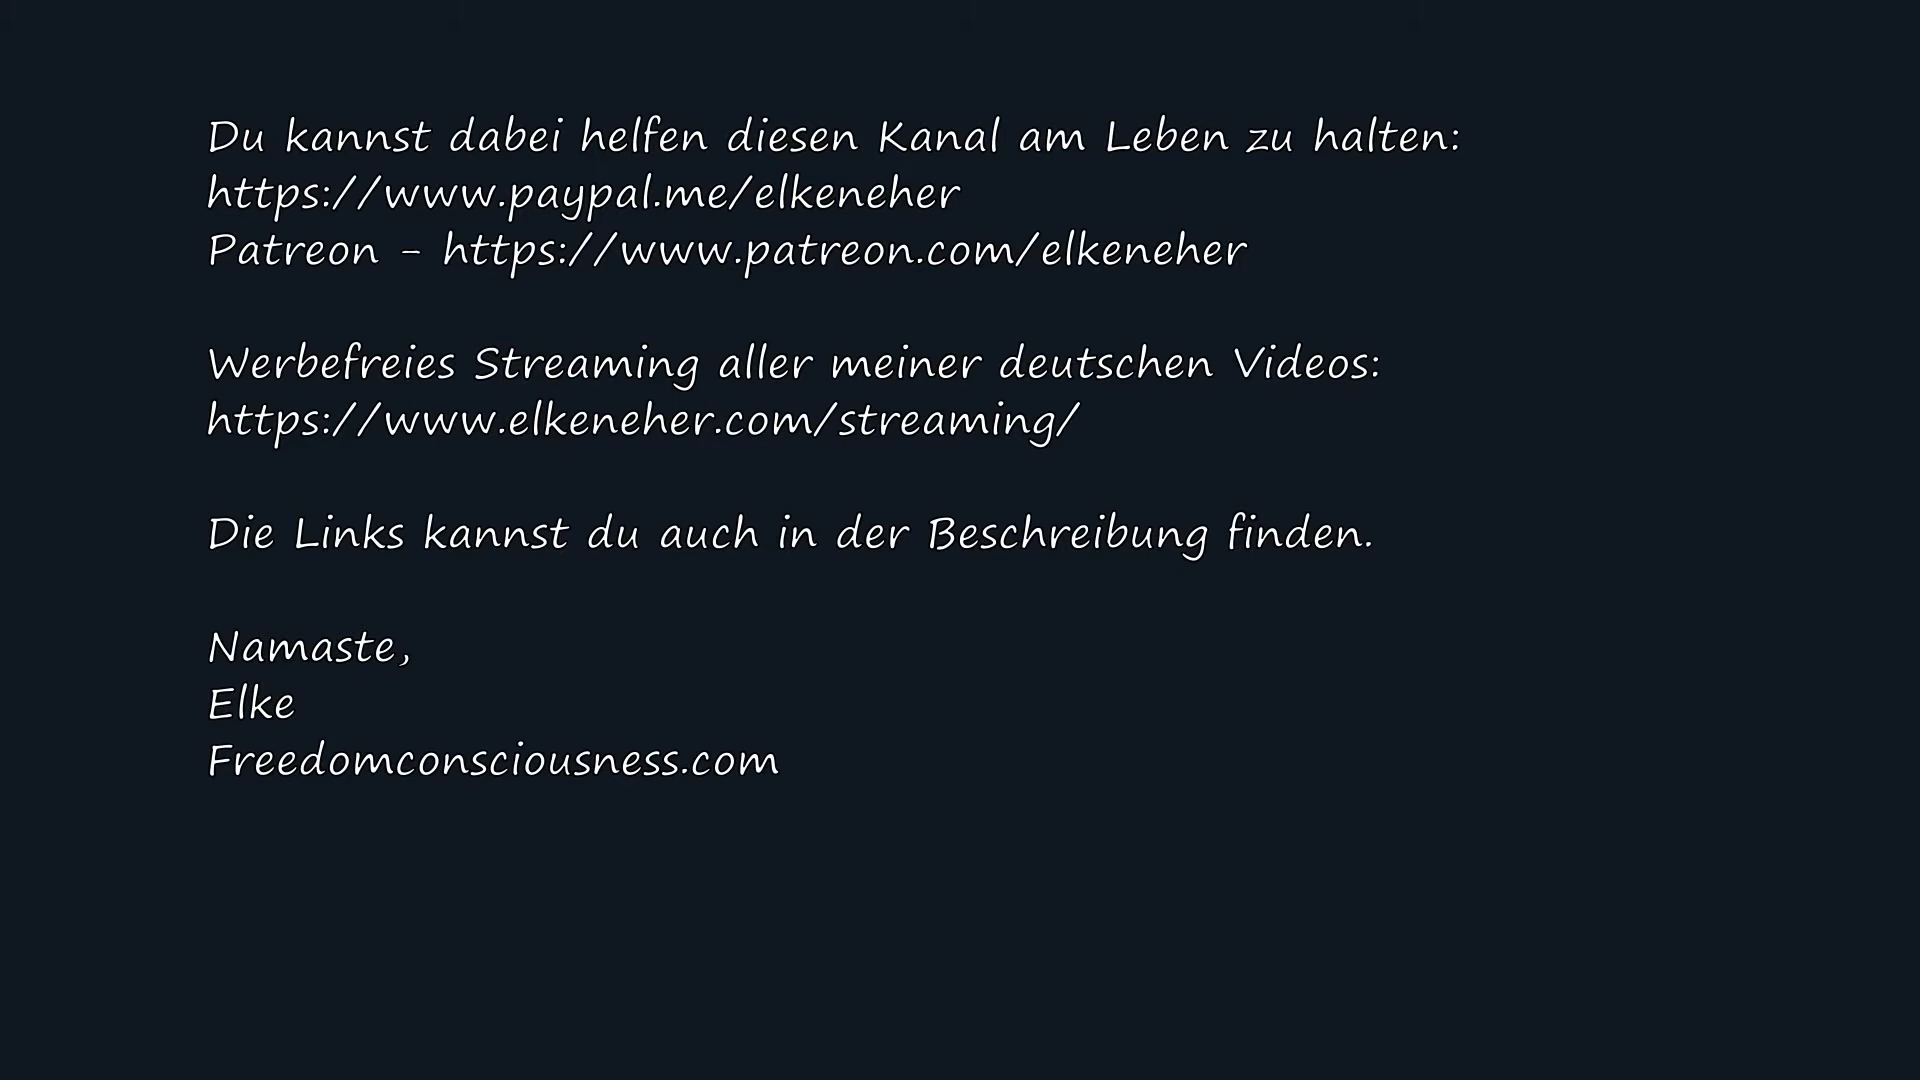 Du kannst dabei helfen diesen Kanal am Leben zu halten:
https://www.paypal.me/elkeneher
Patreon - https://www.patreon.com/elkeneher
Werbefreies Streaming aller meiner deutschen Videos:
https://www.elkeneher.com/streaming/
Die Links kannst du auch in der Beschreibung finden.
Namaste,
Elke
Freedomconsciousness.com